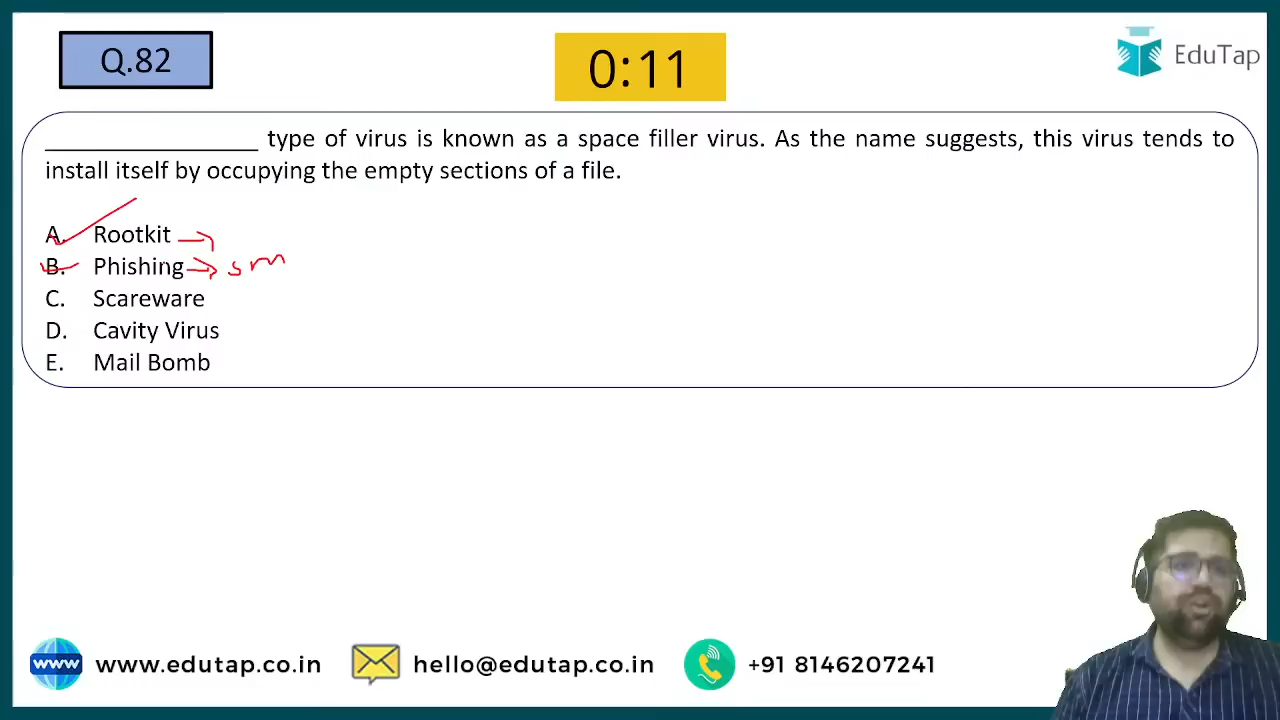 Q.82
0:11
EduTap
_________________ type of virus is known as a space filler virus. As the name suggests, this virus tends to
install itself by occupying the empty sections of a file.
A. Rootkit
B. Phishing
C. Scareware
D. Cavity Virus
E. Mail Bomb
www www.edutap.co.in hello@edutap.co.in +91 8146207241